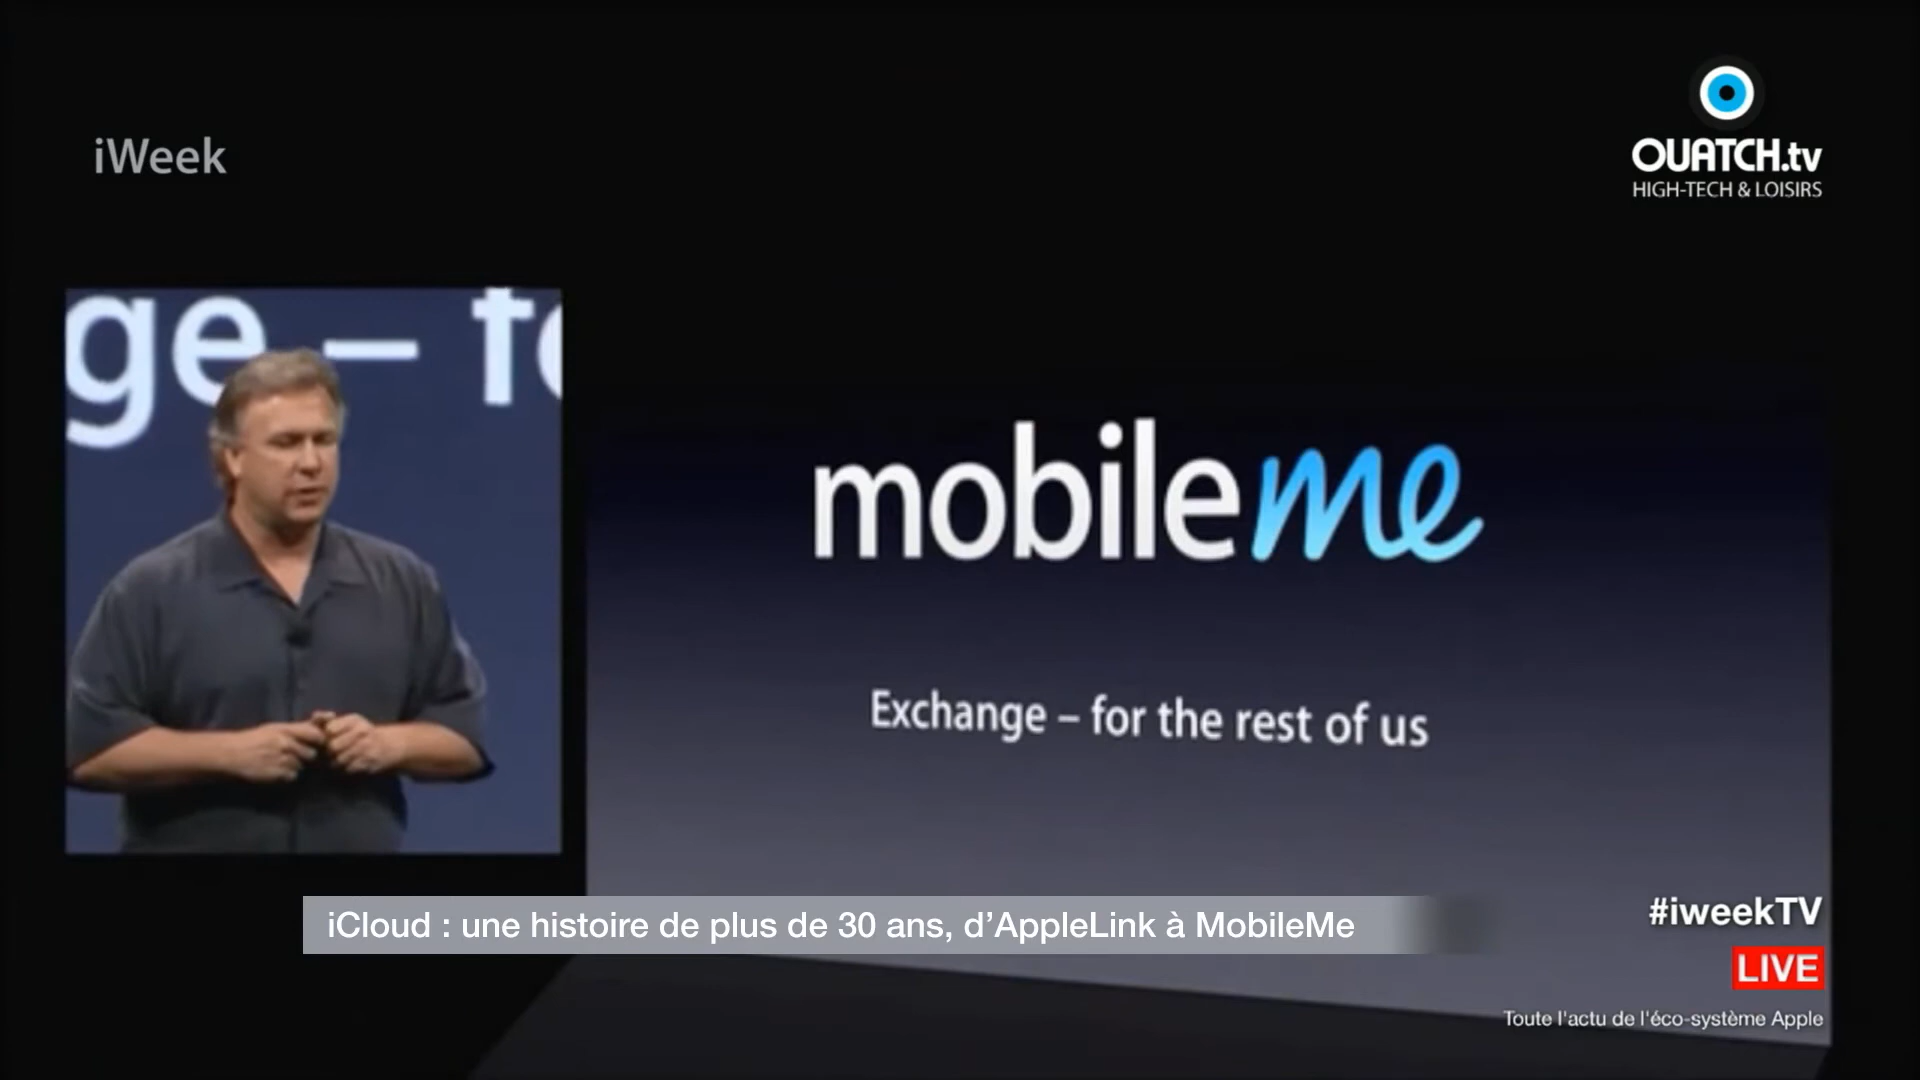 iWeek
OUATCH.tv
HIGH-TECH & LOISIRS
ge – fo
mobileme
Exchange – for the rest of us
iCloud : une histoire de plus de 30 ans, d’AppleLink à MobileMe
#iweekTV
LIVE
Toute l'actu de l'éco-système Apple